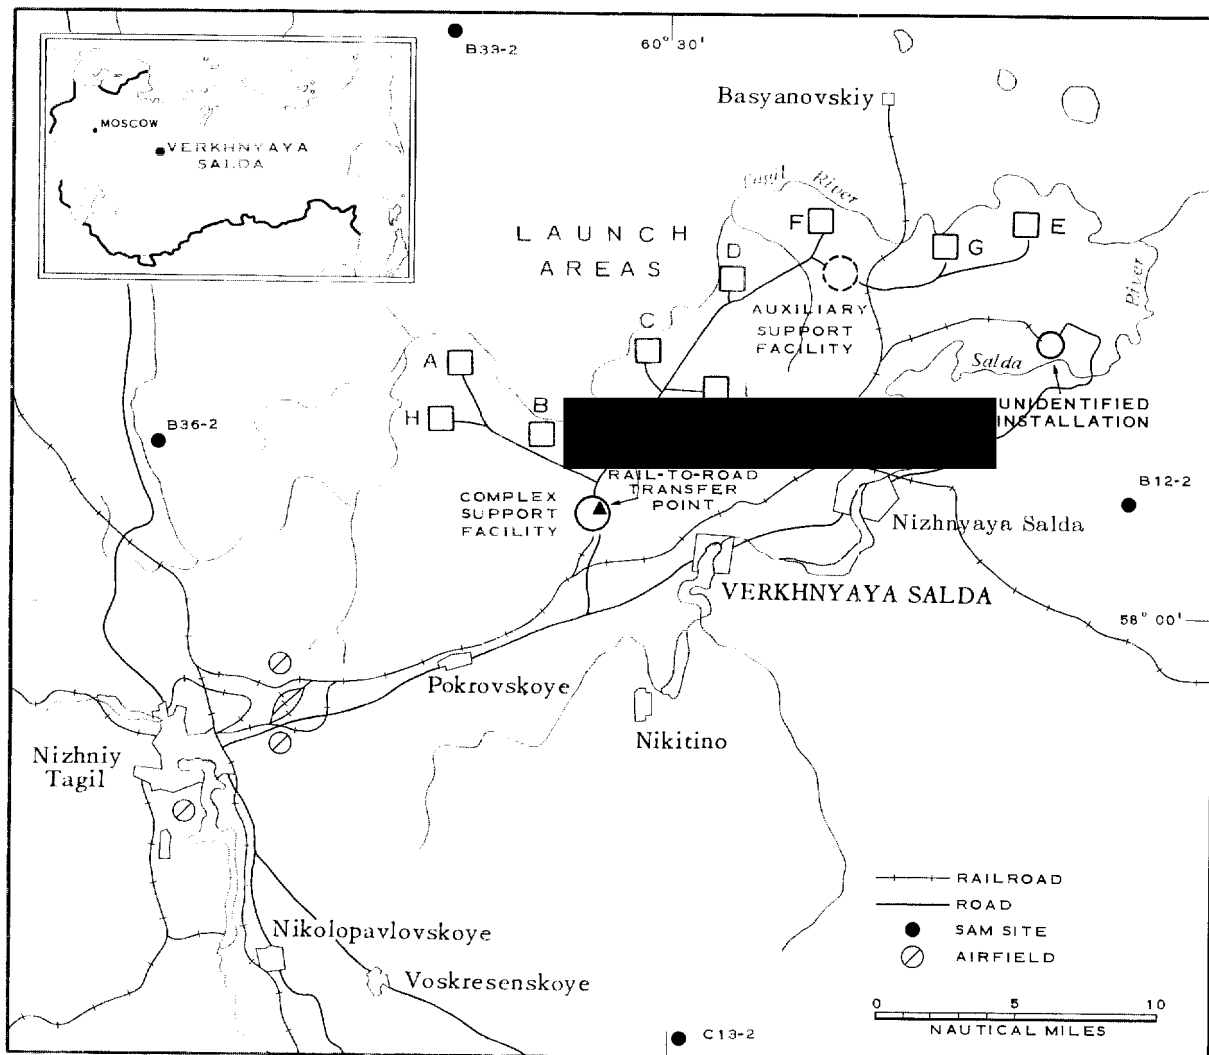 B33-2
60° 30'
MOSCOW
VERKHNYAYA
SALDA
Basyanovskiy
Tagil River
LAUNCH
AREAS
F
E
G
D
AUXILIARY
SUPPORT
FACILITY
C
River
Salda
A
H
B
UNIDENTIFIED
INSTALLATION
B36-2
RAIL-TO-ROAD
TRANSFER
POINT
COMPLEX
SUPPORT
FACILITY
B12-2
Nizhnyaya Salda
VERKHNYAYA SALDA
58° 00'
Pokrovskoye
Nikitino
Nizhniy
Tagil
Nikolopavlovskoye
Voskresenskoye
RAILROAD
ROAD
SAM SITE
AIRFIELD
0 5 10
NAUTICAL MILES
C13-2